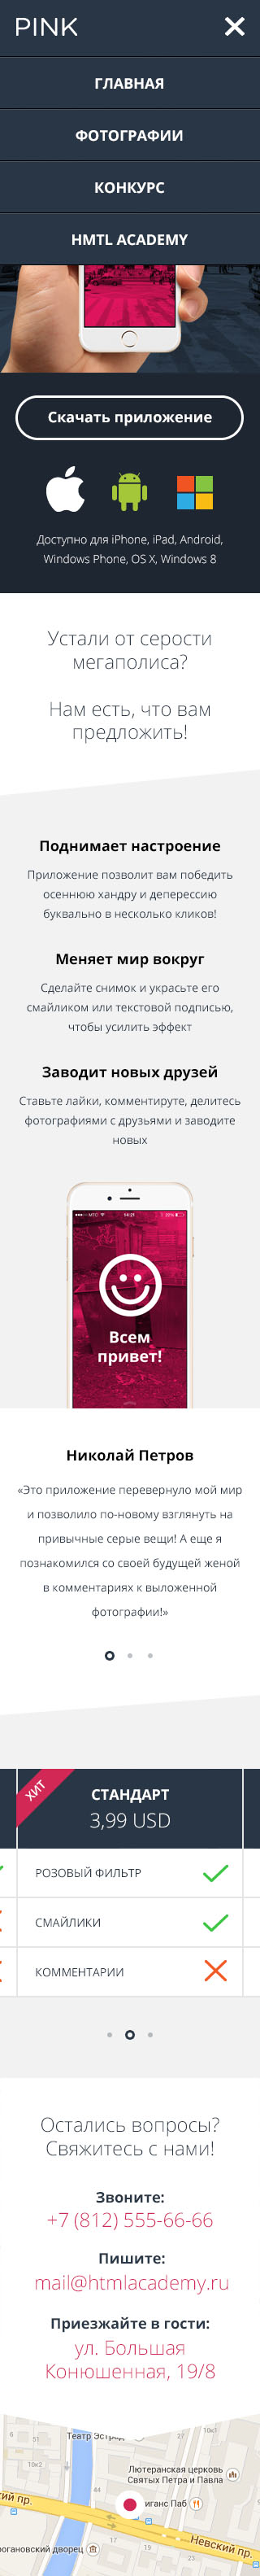 PINK
ГЛАВНАЯ
ФОТОГРАФИИ
КОНКУРС
HMTL ACADEMY
Скачать приложение
Доступно для iPhone, iPad, Android,
Windows Phone, OS X, Windows 8
Устали от серости
мегаполиса?
Нам есть, что вам
предложить!
Поднимает настроение
Приложение позволит вам победить
осеннюю хандру и депрессию
буквально в несколько кликов!
Меняет мир вокруг
Сделайте снимок и украсьте его
смайликом или текстовой подписью,
чтобы усилить эффект
Заводит новых друзей
Ставьте лайки, комментируте, делитесь
фотографиями с друзьями и заводите
новых
МТС 14:21
Всем
привет!
Николай Петров
«Это приложение перевернуло мой мир
и позволило по-новому взглянуть на
привычные серые вещи! А еще я
познакомился со своей будущей женой
в комментариях к выложенной
фотографии!»
ХИТ
СТАНДАРТ
3,99 USD
РОЗОВЫЙ ФИЛЬТР
СМАЙЛИКИ
КОММЕНТАРИИ
Остались вопросы?
Свяжитесь с нами!
Звоните:
+7 (812) 555-66-66
Пишите:
mail@htmlacademy.ru
Приезжайте в гости:
ул. Большая
Конюшенная, 19/8
Театр
Лютеранская церковь
Святых Петра и Павла
иганс Паб
ий пр.
Невский пр.
рогановский дворец